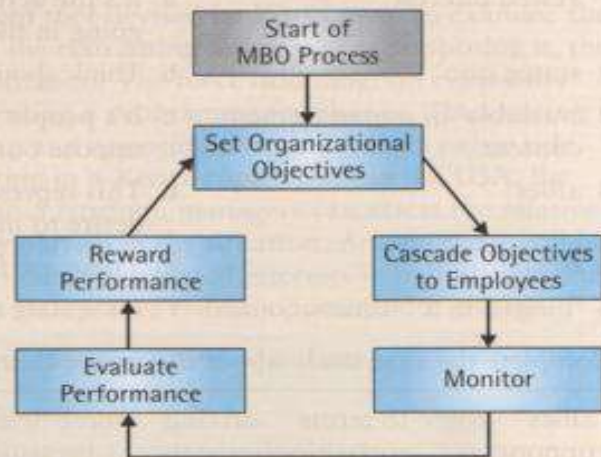 Start of
MBO Process
Set Organizational
Objectives
Reward
Performance
Cascade Objectives
to Employees
Evaluate
Performance
Monitor